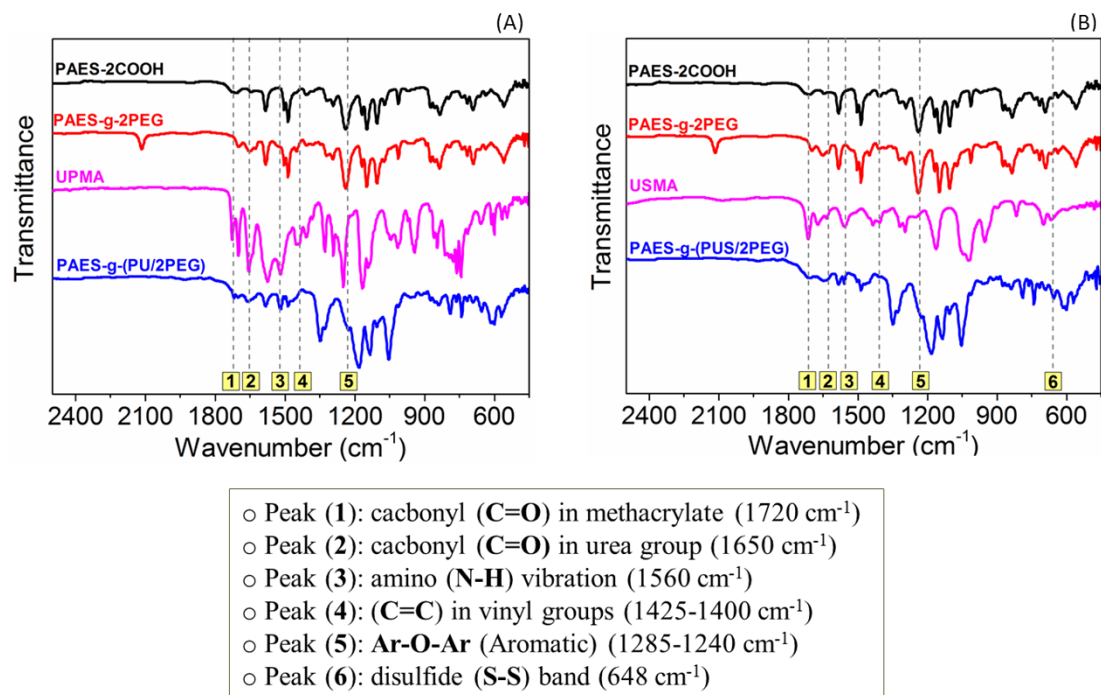 (A)
PAES-2COOH
PAES-g-2PEG
UPMA
PAES-g-(PU/2PEG)
Transmittance
1 2 3 4 5
2400 2100 1800 1500 1200 900 600
Wavenumber (cm-1)
(B)
PAES-2COOH
PAES-g-2PEG
USMA
PAES-g-(PUS/2PEG)
Transmittance
1 2 3 4 5 6
2400 2100 1800 1500 1200 900 600
Wavenumber (cm-1)
○ Peak (1): cacbonyl (C=O) in methacrylate (1720 cm-1)
○ Peak (2): cacbonyl (C=O) in urea group (1650 cm-1)
○ Peak (3): amino (N-H) vibration (1560 cm-1)
○ Peak (4): (C=C) in vinyl groups (1425-1400 cm-1)
○ Peak (5): Ar-O-Ar (Aromatic) (1285-1240 cm-1)
○ Peak (6): disulfide (S-S) band (648 cm-1)